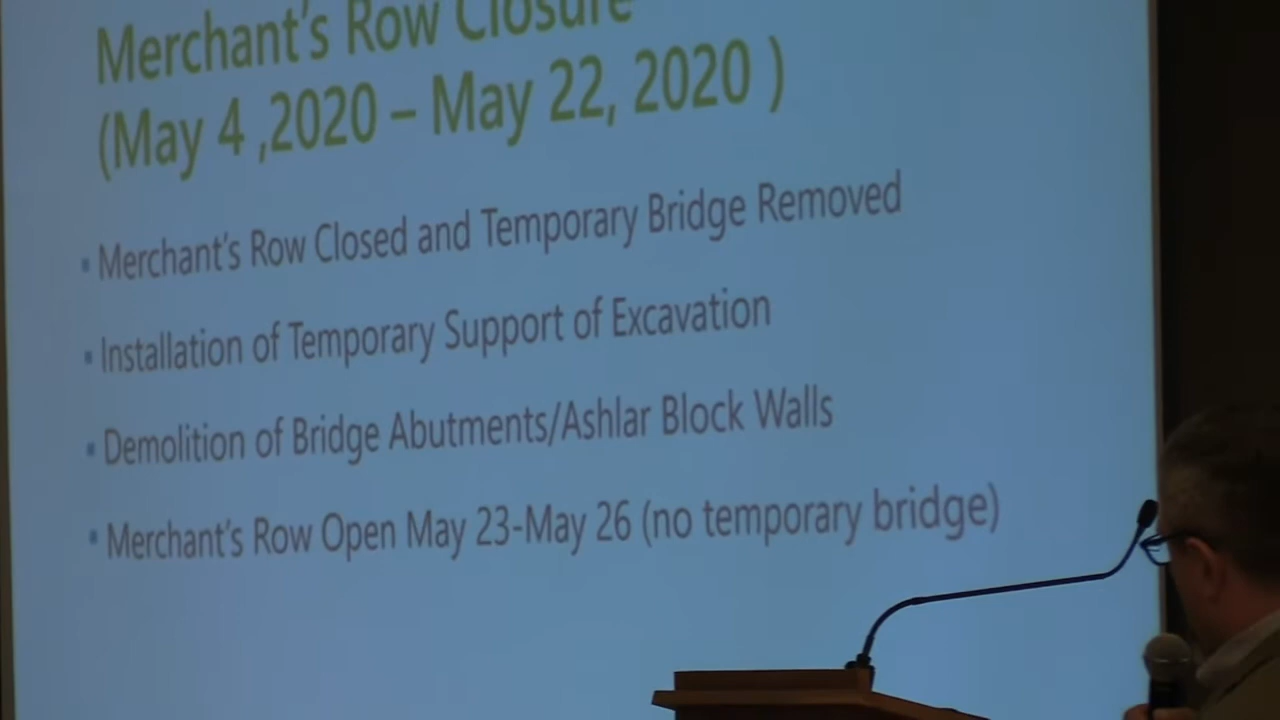 Merchant's Row Closure
(May 4 ,2020 – May 22, 2020 )
▪ Merchant's Row Closed and Temporary Bridge Removed
▪ Installation of Temporary Support of Excavation
▪ Demolition of Bridge Abutments/Ashlar Block Walls
▪ Merchant's Row Open May 23-May 26 (no temporary bridge)